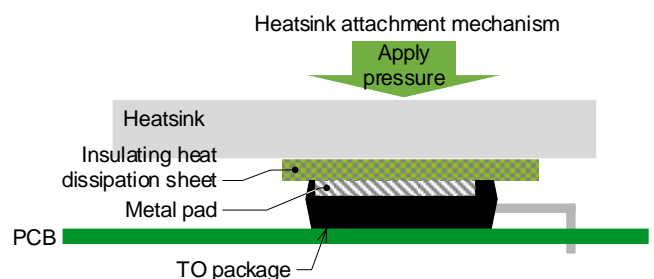 Heatsink attachment mechanism
Apply
pressure
Heatsink
Insulating heat
dissipation sheet
Metal pad
PCB
TO package